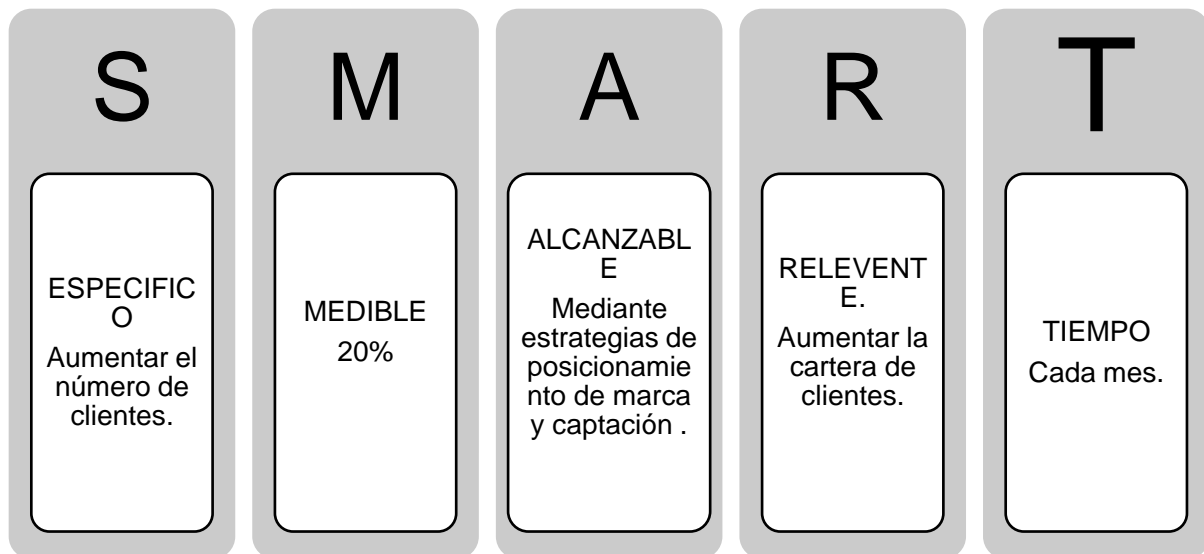 S
ESPECIFIC
O
Aumentar el
número de
clientes.
M
MEDIBLE
20%
A
ALCANZABL
E
Mediante
estrategias de
posicionamie
nto de marca
y captación .
R
RELEVENT
E.
Aumentar la
cartera de
clientes.
T
TIEMPO
Cada mes.